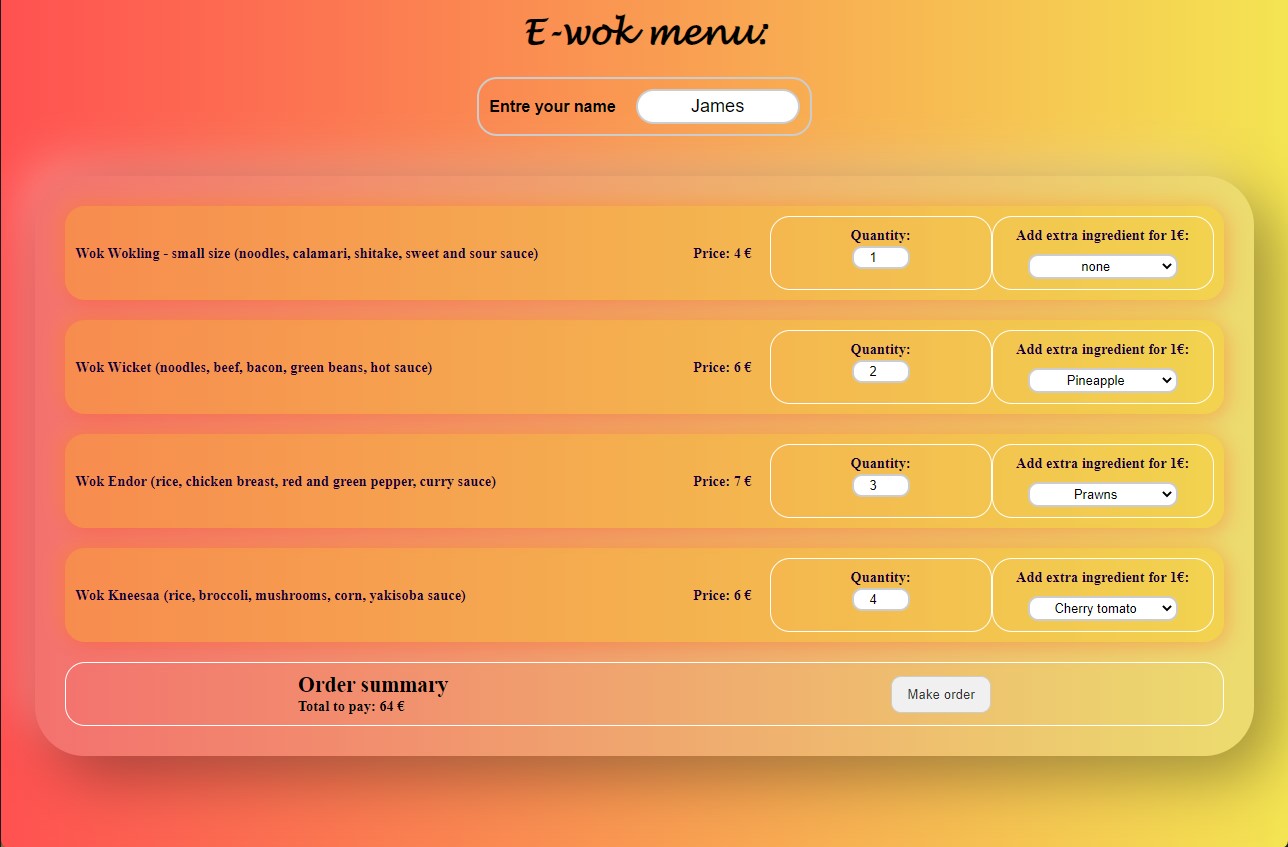 E-wok menu:
Entre your name James
Wok Wokling - small size (noodles, calamari, shitake, sweet and sour sauce) Price: 4 € Quantity: 1 Add extra ingredient for 1€: none
Wok Wicket (noodles, beef, bacon, green beans, hot sauce) Price: 6 € Quantity: 2 Add extra ingredient for 1€: Pineapple
Wok Endor (rice, chicken breast, red and green pepper, curry sauce) Price: 7 € Quantity: 3 Add extra ingredient for 1€: Prawns
Wok Kneesaa (rice, broccoli, mushrooms, corn, yakisoba sauce) Price: 6 € Quantity: 4 Add extra ingredient for 1€: Cherry tomato
Order summary
Total to pay: 64 €
Make order